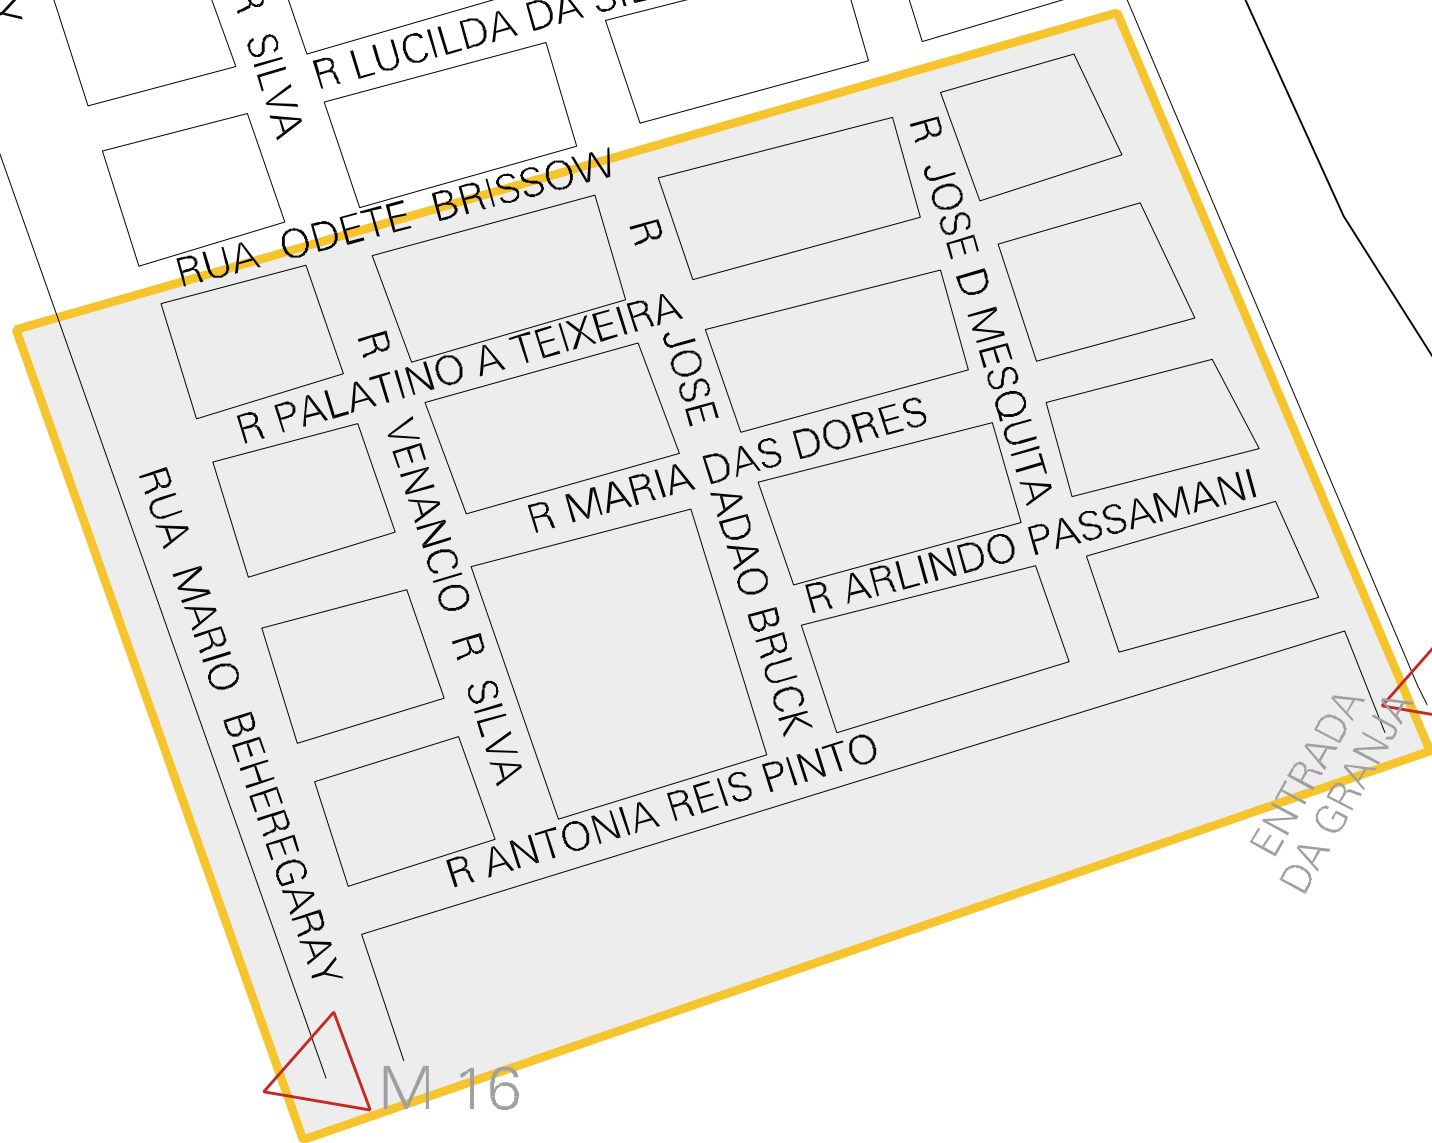 R SILVA
R LUCILDA DA
RUA ODETE BRISSOW
R PALATINO A TEIXEIRA
R MARIA DAS DORES
R ARLINDO PASSAMANI
R ANTONIA REIS PINTO
RUA MARIO BEHEREGARAY
R VENANCIO R SILVA
R JOSE DADAO BRUCK
R JOSE D MESQUITA
ENTRADA
DA GRANJA
M 16